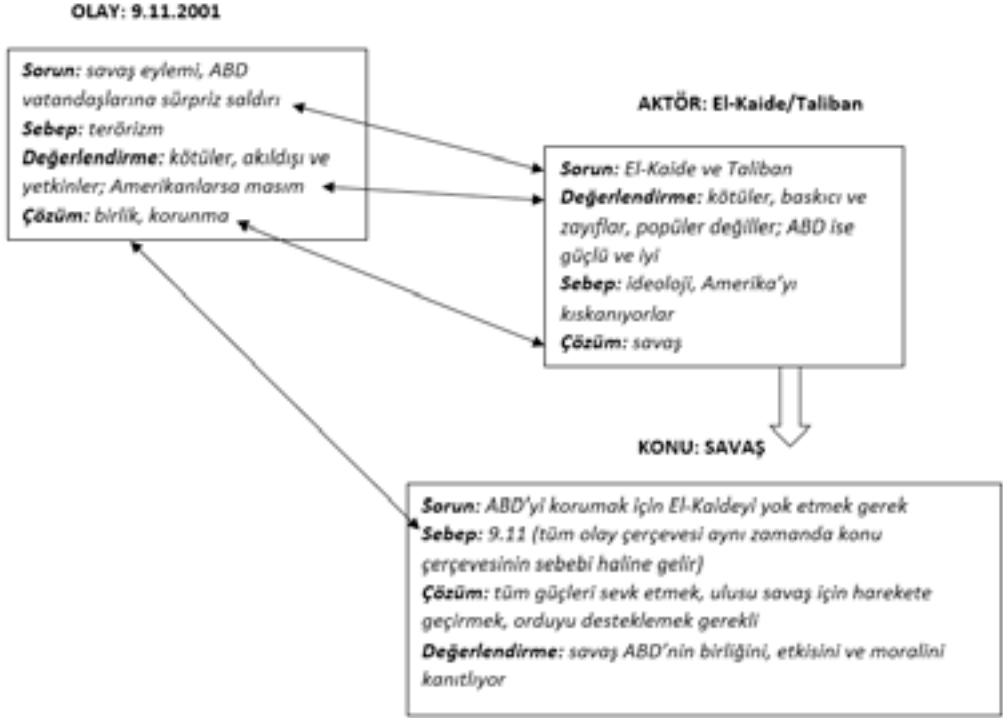 OLAY: 9.11.2001
Sorun: savaş eylemi, ABD
vatandaşlarına sürpriz saldırı
Sebep: terörizm
Değerlendirme: kötüler, akıldışı ve
yetkinler; Amerikanlarsa masım
Çözüm: birlik, korunma
AKTÖR: El-Kaide/Taliban
Sorun: El-Kaide ve Taliban
Değerlendirme: kötüler, baskıcı ve
zayıflar, popüler değiller; ABD ise
güçlü ve iyi
Sebep: ideoloji, Amerika'yı
kıskanıyorlar
Çözüm: savaş
KONU: SAVAŞ
Sorun: ABD'yi korumak için El-Kaideyi yok etmek gerek
Sebep: 9.11 (tüm olay çerçevesi aynı zamanda konu
çerçevesinin sebebi haline gelir)
Çözüm: tüm güçleri sevk etmek, ulusu savaş için harekete
geçirmek, orduyu desteklemek gerekli
Değerlendirme: savaş ABD'nin birliğini, etkisini ve moralini
kanıtlıyor